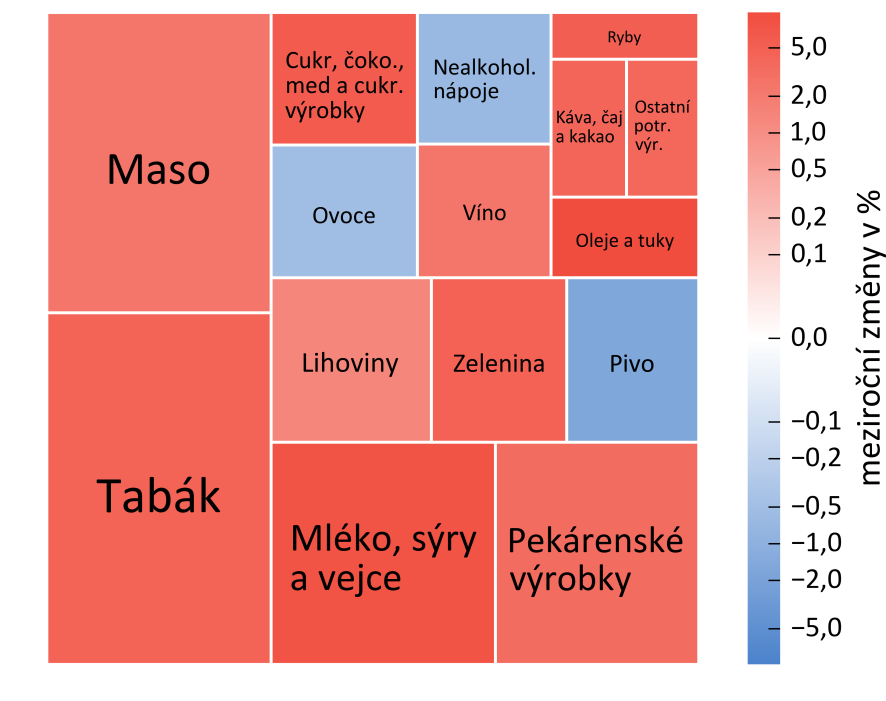 Maso
Tabák
Cukr, čoko.,
med a cukr.
výrobky
Nealkohol.
nápoje
Ryby
Káva, čaj
a kakao
Ostatní
potr.
výr.
Ovoce
Víno
Oleje a tuky
Lihoviny
Zelenina
Pivo
Mléko, sýry
a vejce
Pekárenské
výrobky
5,0
2,0
1,0
0,5
0,2
0,1
0,0
−0,1
−0,2
−0,5
−1,0
−2,0
−5,0
meziroční změny v %